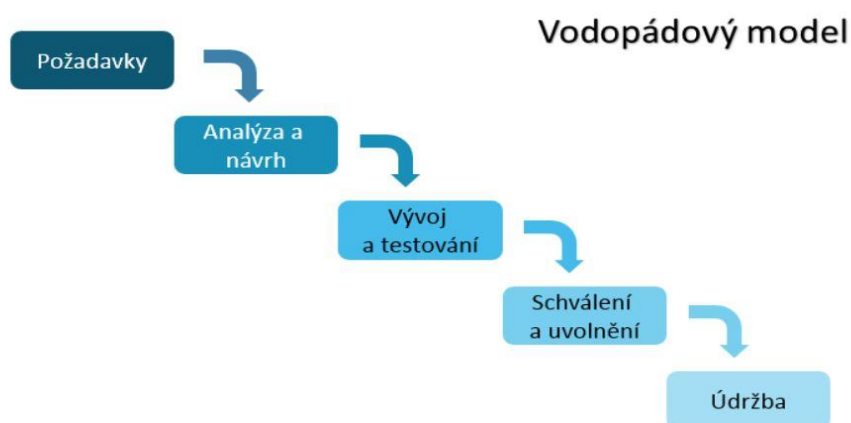 Vodopádový model
Požadavky
Analýza a
návrh
Vývoj
a testování
Schválení
a uvolnění
Údržba